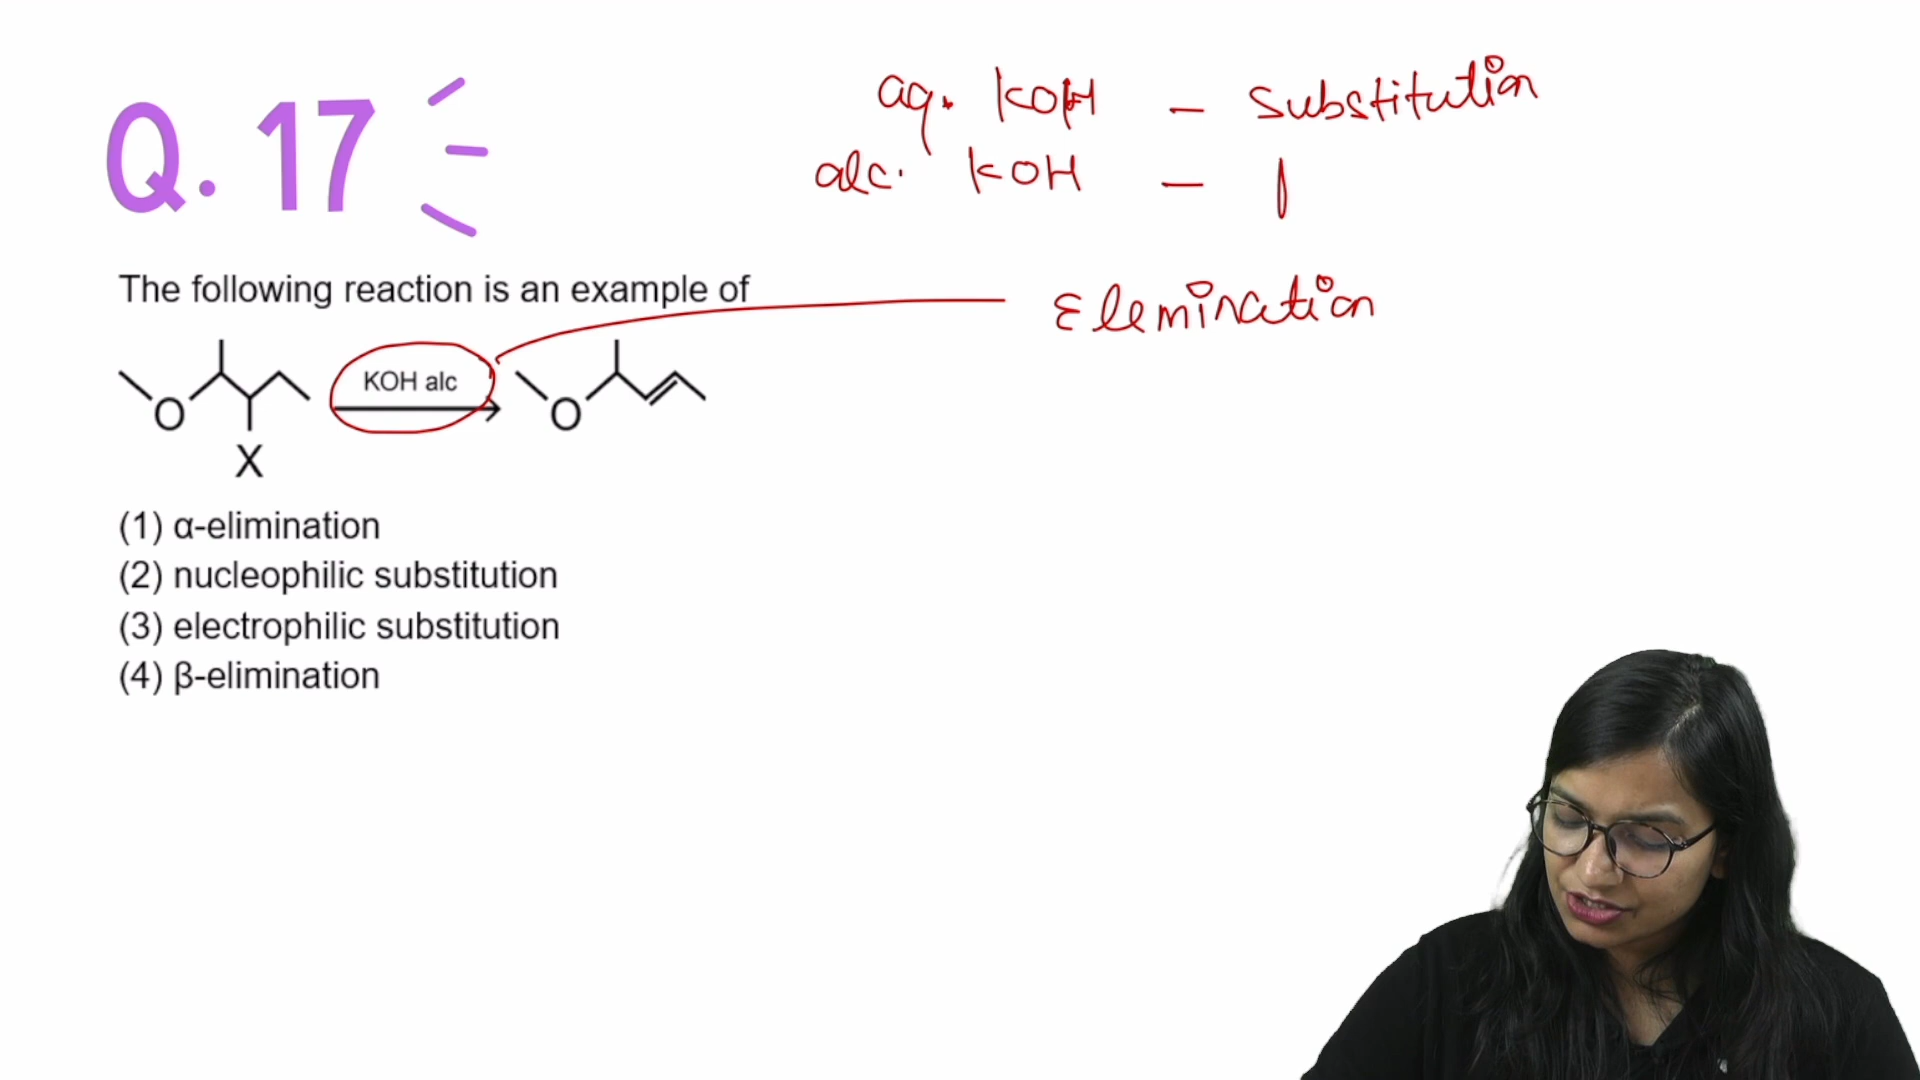 Q. 17
aq. KOH - Substitution
alc. KOH -
The following reaction is an example of
Elemination
KOH alc
O
O
X
(1) α-elimination
(2) nucleophilic substitution
(3) electrophilic substitution
(4) β-elimination